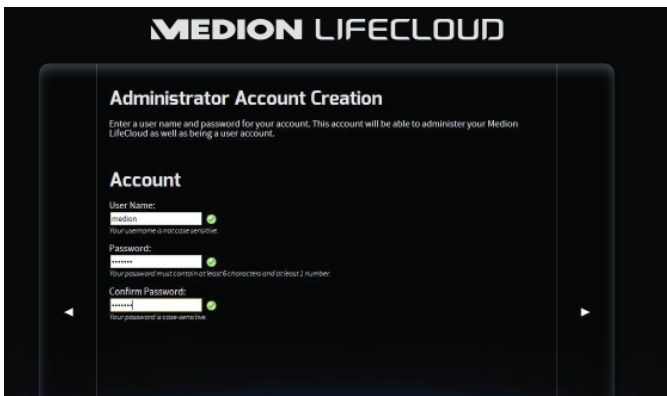 MEDION LIFECLOUD
Administrator Account Creation
Enter a user name and password for your account. This account will be able to administer your Medion
LifeCloud as well as being a user account.
Account
User Name:
medion
Your username is not case sensitive.
Password:
•••••••
Your password must contain at least 6 characters and at least 1 number.
Confirm Password:
•••••••
Your password is case-sensitive.